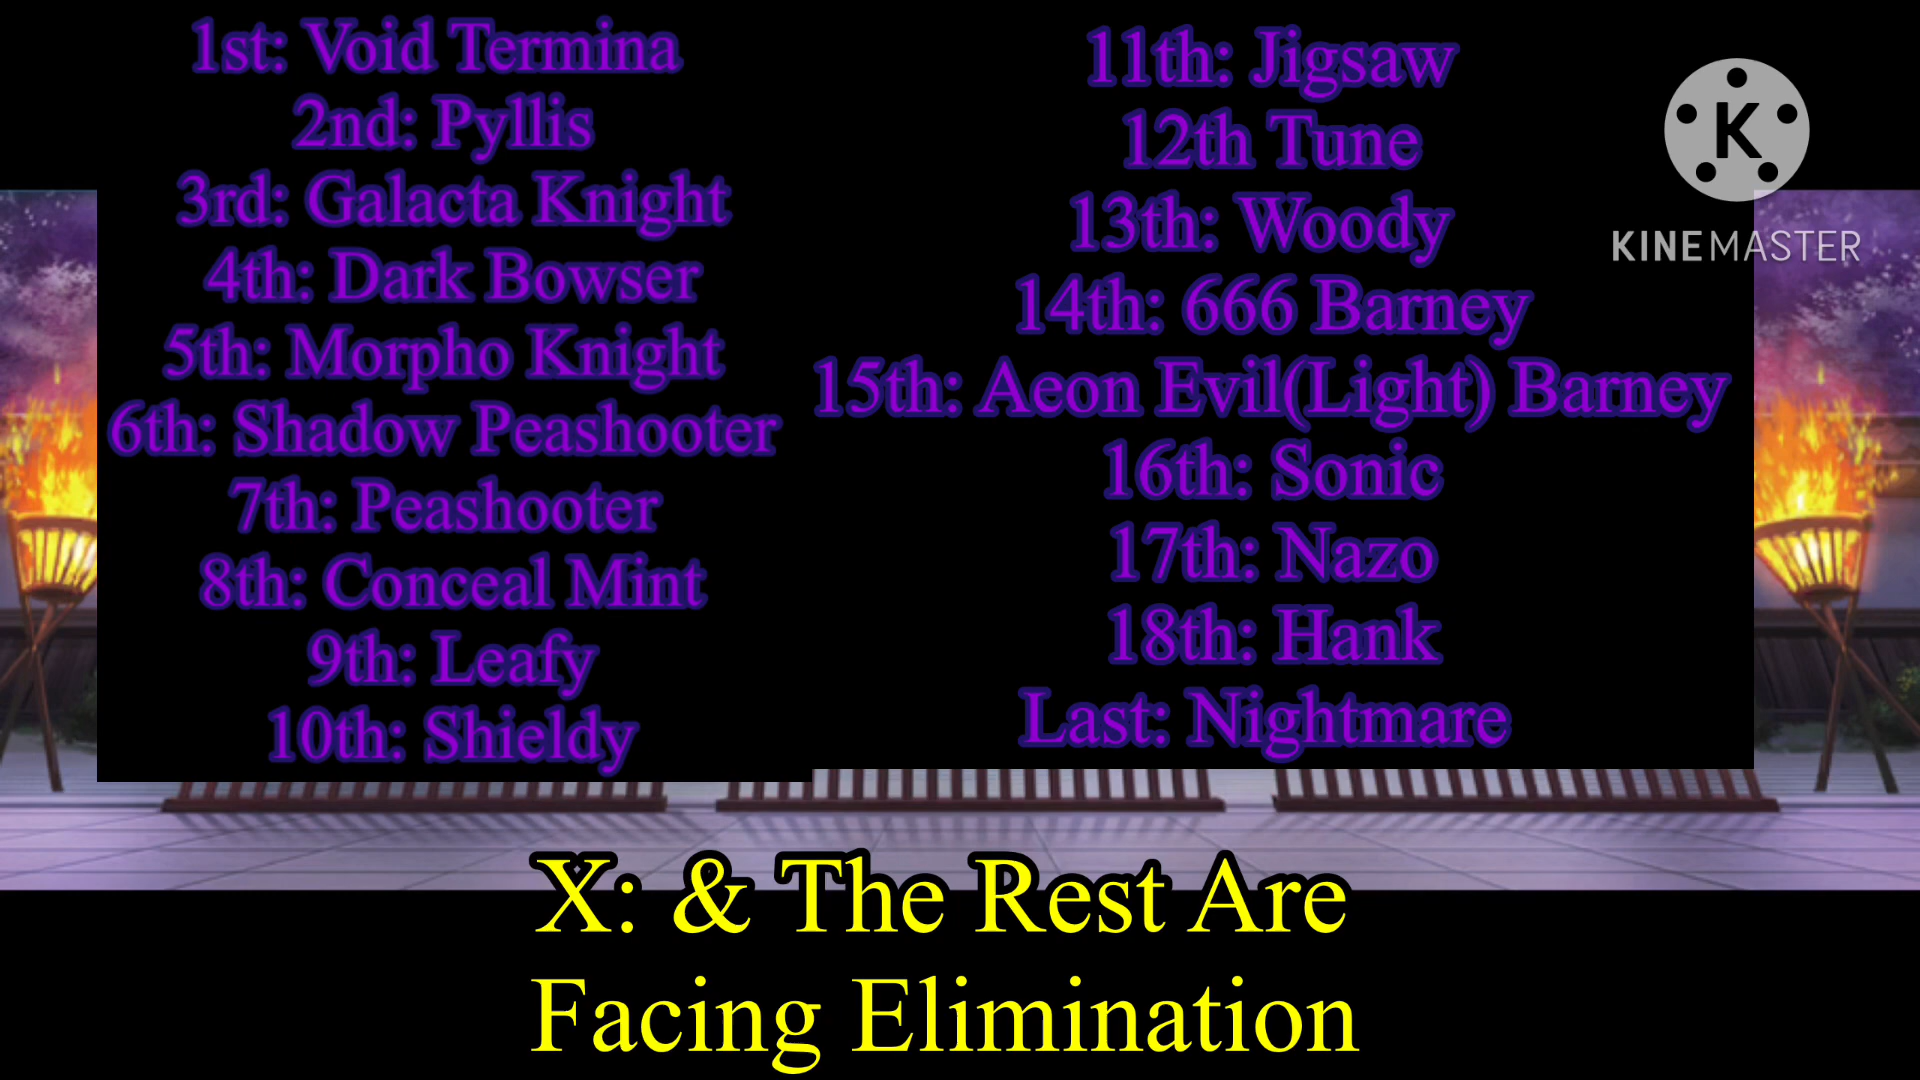 1st: Void Termina
2nd: Pyllis
3rd: Galacta Knight
4th: Dark Bowser
5th: Morpho Knight
6th: Shadow Peashooter
7th: Peashooter
8th: Conceal Mint
9th: Leafy
10th: Shieldy
11th: Jigsaw
12th Tune
13th: Woody
14th: 666 Barney
15th: Aeon Evil(Light) Barney
16th: Sonic
17th: Nazo
18th: Hank
Last: Nightmare
K
KINEMASTER
X: & The Rest Are
Facing Elimination